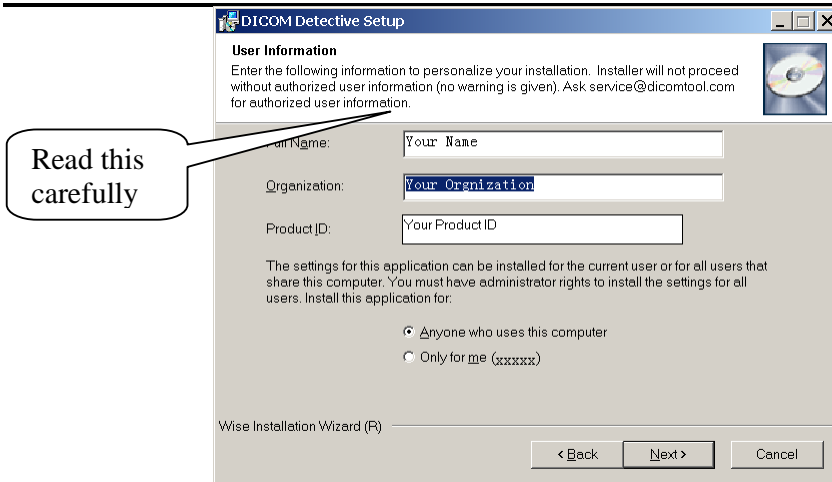 DICOM Detective Setup
User Information
Enter the following information to personalize your installation. Installer will not proceed
without authorized user information (no warning is given). Ask service@dicomtool.com
for authorized user information.
Read this
carefully
Name:
Your Name
Organization:
Your Orgnization
Product ID:
Your Product ID
The settings for this application can be installed for the current user or for all users that
share this computer. You must have administrator rights to install the settings for all
users. Install this application for:
Anyone who uses this computer
Only for me (xxxxx)
Wise Installation Wizard (R)
< Back
Next >
Cancel